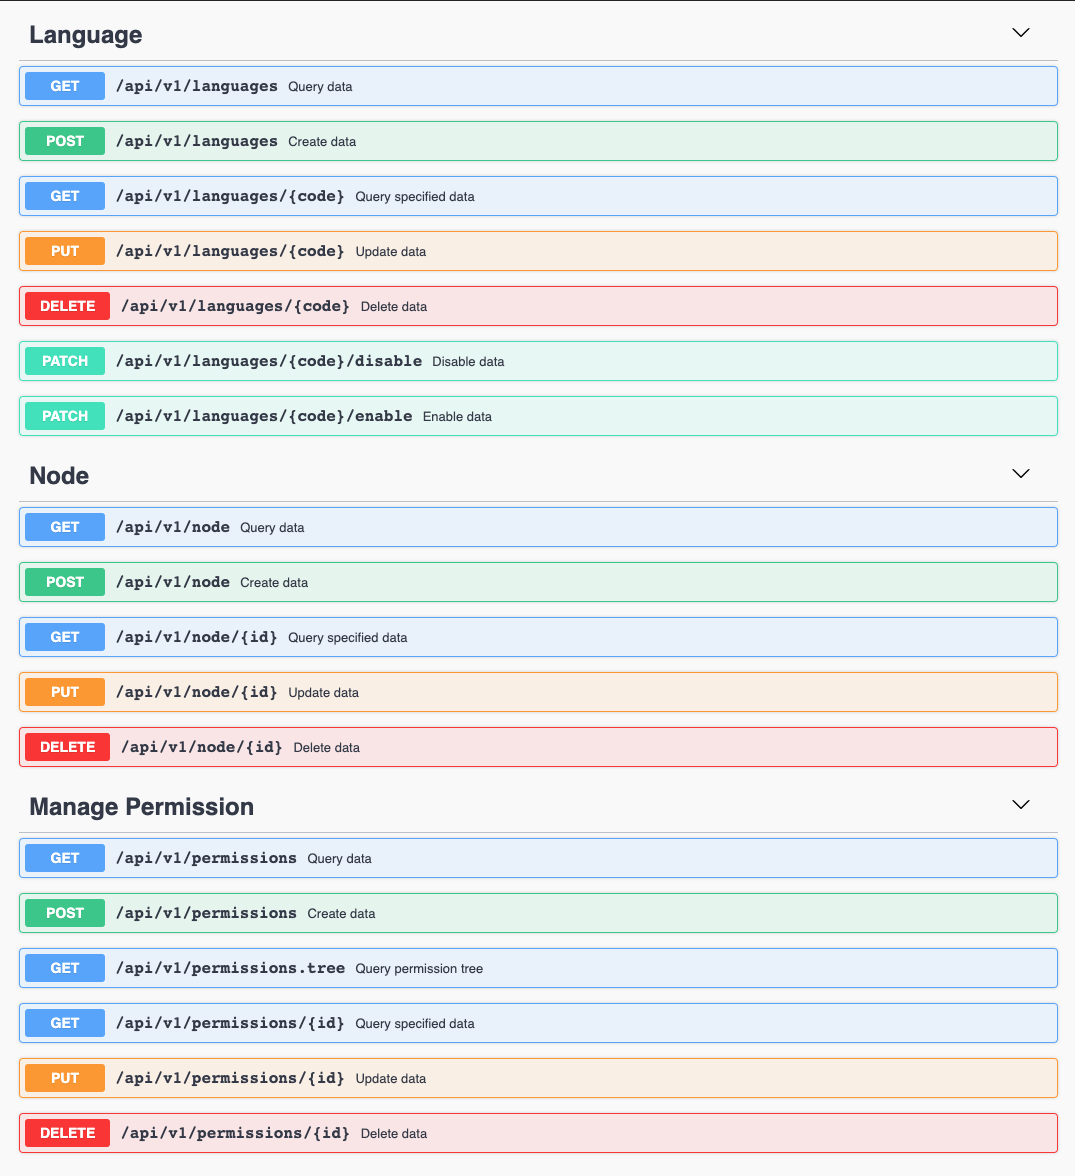 Language
GET /api/v1/languages Query data
POST /api/v1/languages Create data
GET /api/v1/languages/{code} Query specified data
PUT /api/v1/languages/{code} Update data
DELETE /api/v1/languages/{code} Delete data
PATCH /api/v1/languages/{code}/disable Disable data
PATCH /api/v1/languages/{code}/enable Enable data
Node
GET /api/v1/node Query data
POST /api/v1/node Create data
GET /api/v1/node/{id} Query specified data
PUT /api/v1/node/{id} Update data
DELETE /api/v1/node/{id} Delete data
Manage Permission
GET /api/v1/permissions Query data
POST /api/v1/permissions Create data
GET /api/v1/permissions.tree Query permission tree
GET /api/v1/permissions/{id} Query specified data
PUT /api/v1/permissions/{id} Update data
DELETE /api/v1/permissions/{id} Delete data